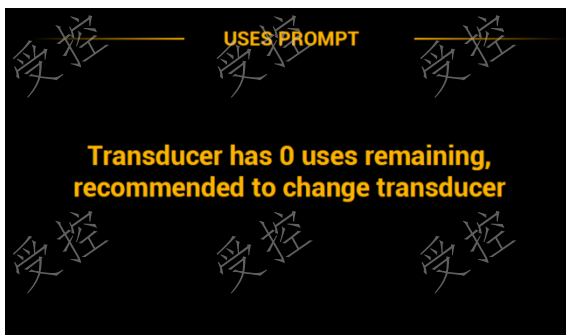 USES PROMPT
Transducer has 0 uses remaining,
recommended to change transducer
受控
受控
受控
受控
受控
受控